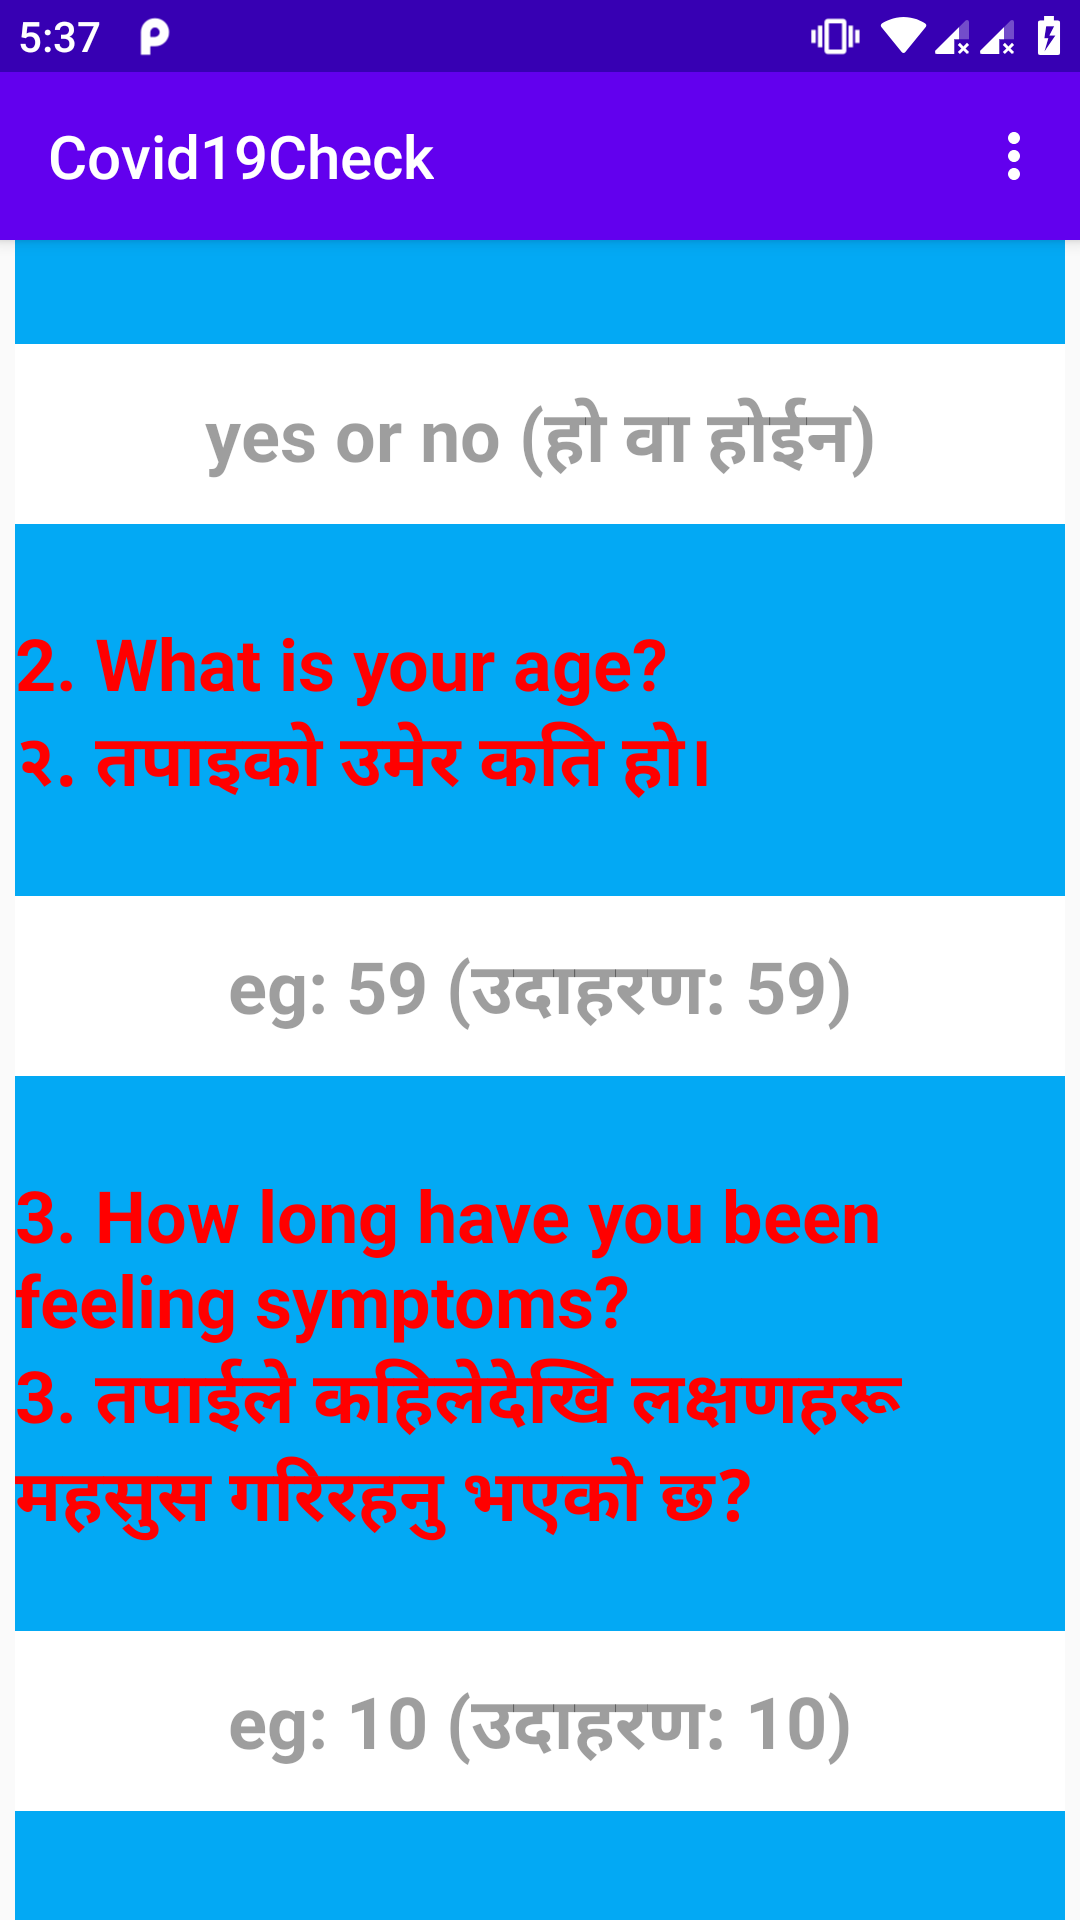 5:37
Covid19Check
yes or no (हो वा होईन)
2. What is your age?
२. तपाइको उमेर कति हो।
eg: 59 (उदाहरण: 59)
3. How long have you been
feeling symptoms?
3. तपाईले कहिलेदेखि लक्षणहरू
महसुस गरिरहनु भएको छ?
eg: 10 (उदाहरण: 10)